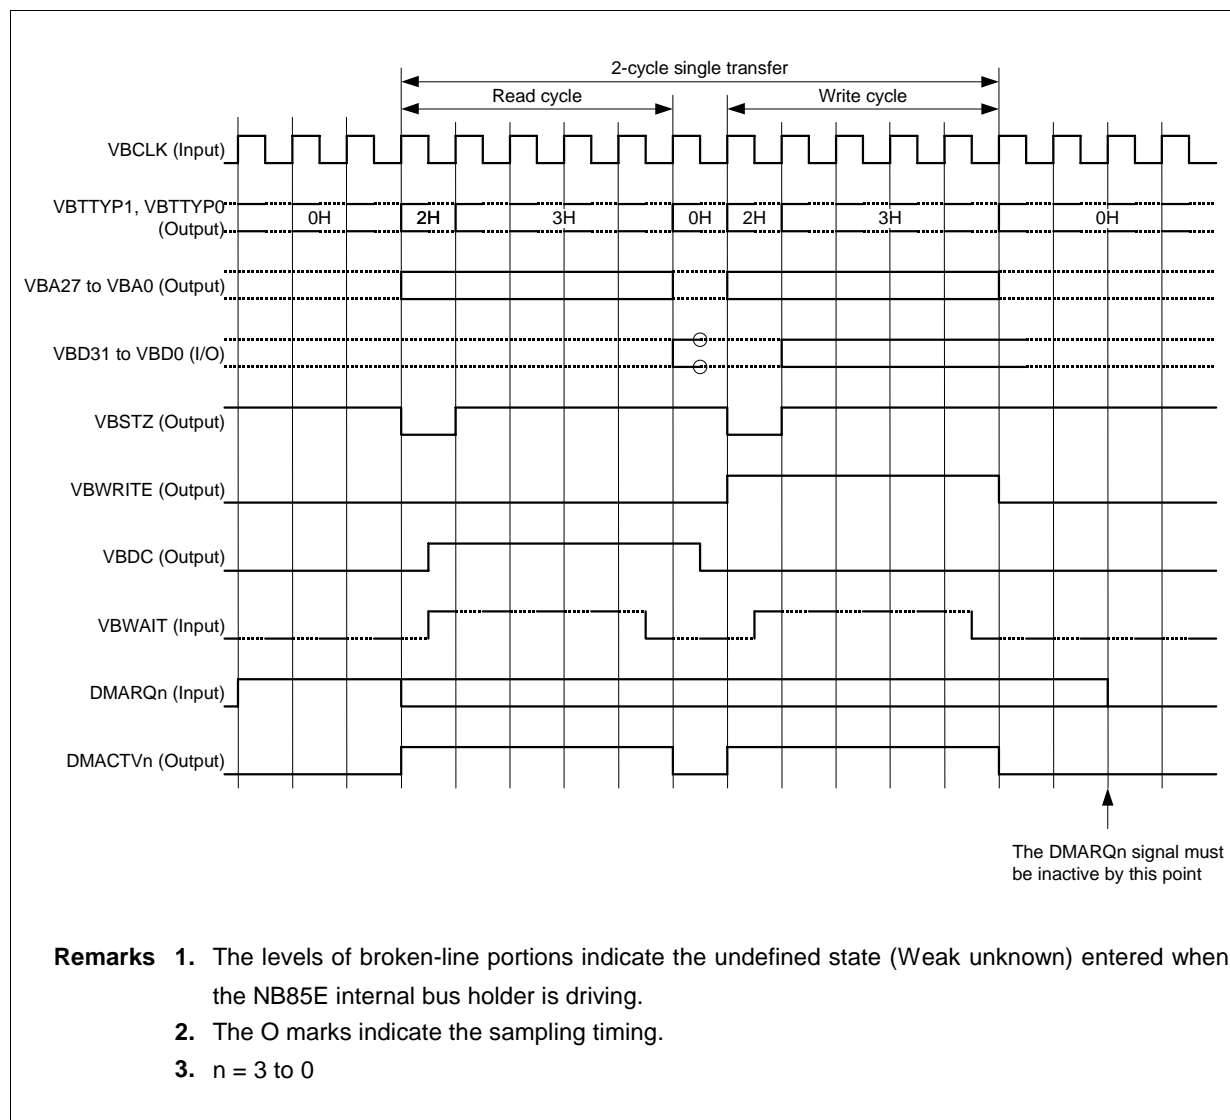 2-cycle single transfer
Read cycle
Write cycle
VBCLK (Input)
VBTTYP1, VBTTYP0
(Output)
0H
2H
3H
0H
2H
3H
0H
VBA27 to VBA0 (Output)
VBD31 to VBD0 (I/O)
VBSTZ (Output)
VBWRITE (Output)
VBDC (Output)
VBWAIT (Input)
DMARQn (Input)
DMACTVn (Output)
The DMARQn signal must
be inactive by this point
Remarks 1. The levels of broken-line portions indicate the undefined state (Weak unknown) entered when
the NB85E internal bus holder is driving.
2. The O marks indicate the sampling timing.
3. n = 3 to 0